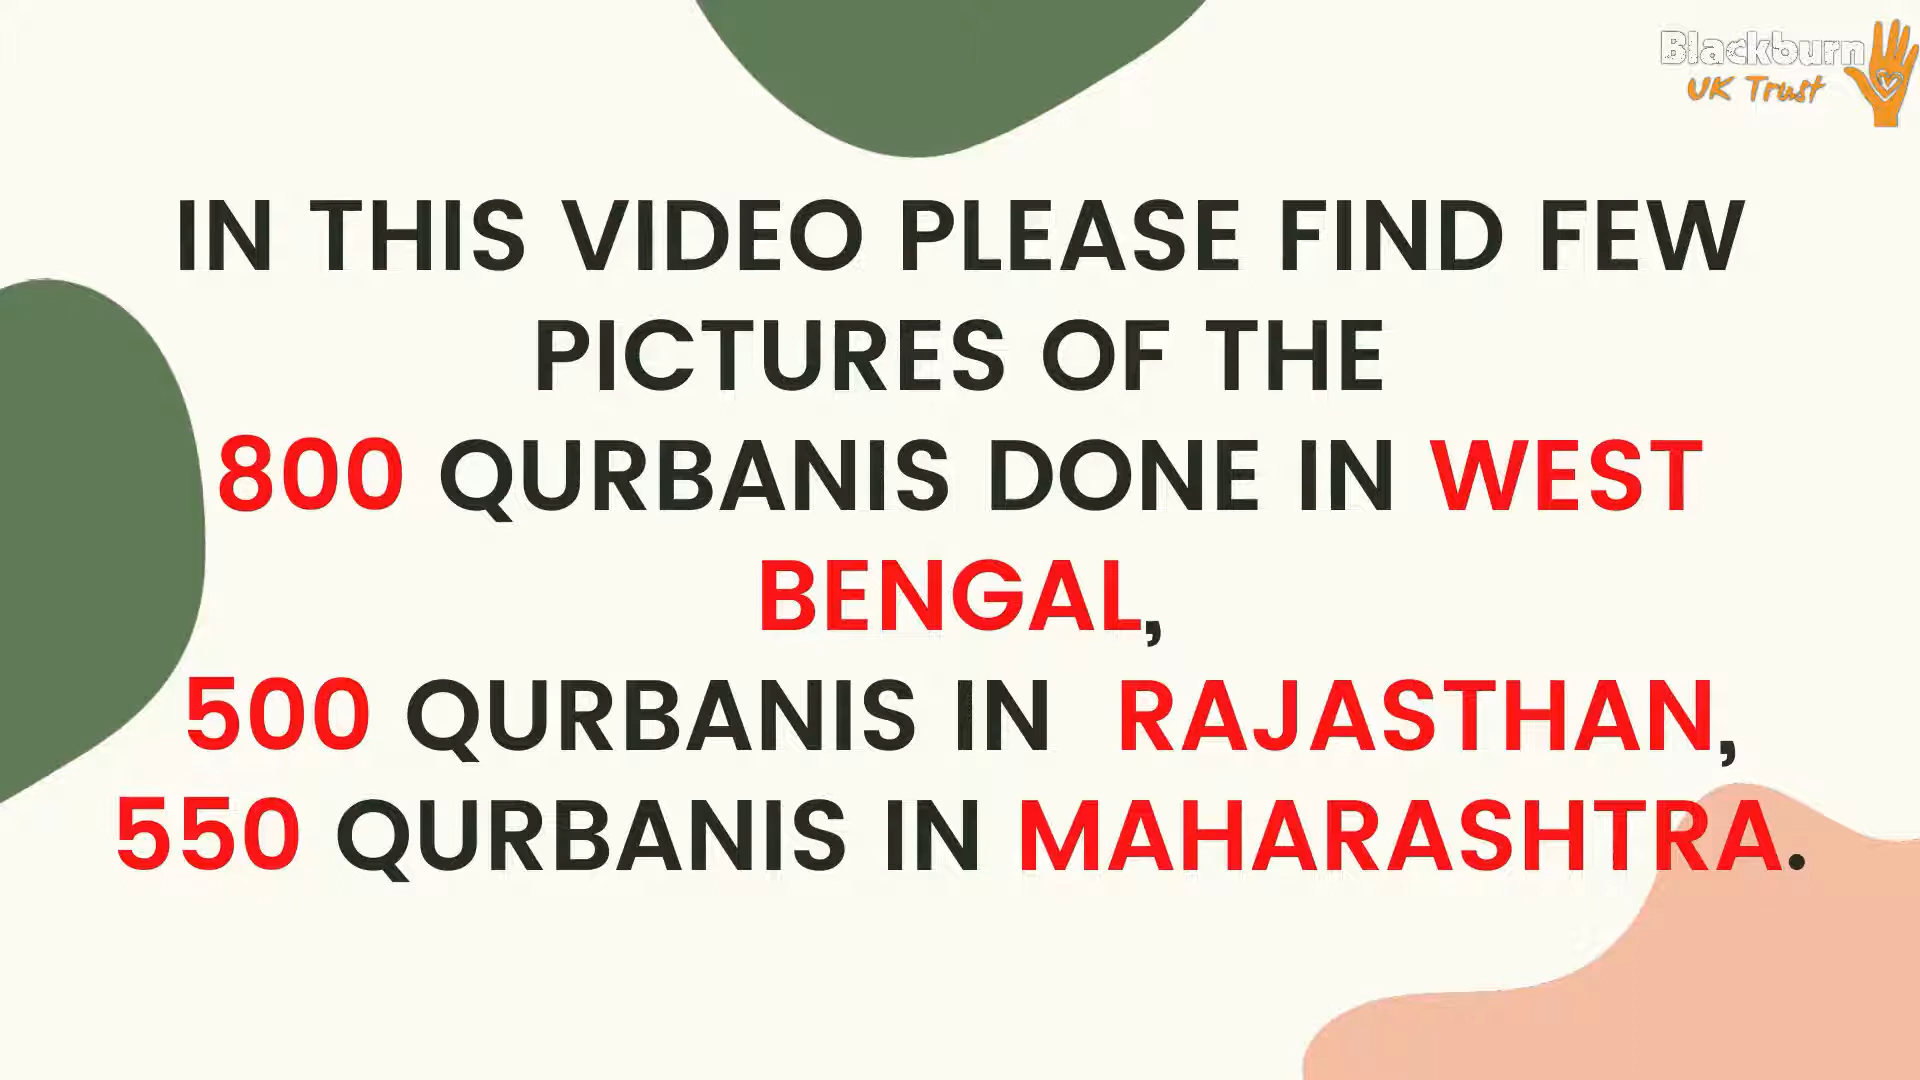 Blackburn
UK Trust
IN THIS VIDEO PLEASE FIND FEW
PICTURES OF THE
800 QURBANIS DONE IN WEST
BENGAL,
500 QURBANIS IN  RAJASTHAN,
550 QURBANIS IN MAHARASHTRA.